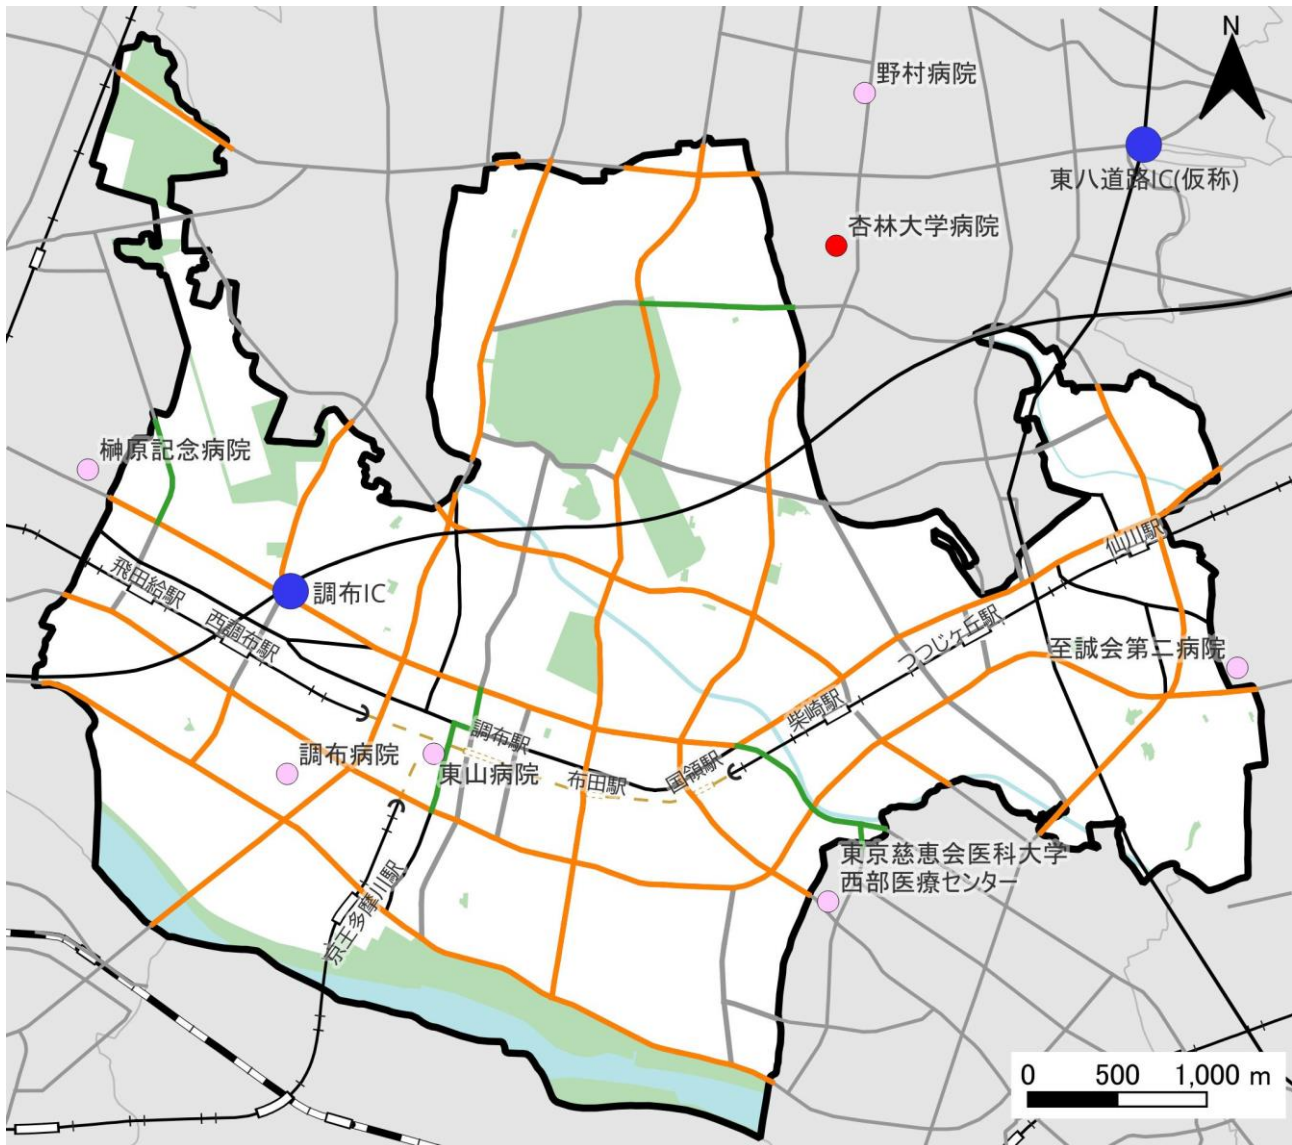 N
野村病院
東八道路IC(仮称)
杏林大学病院
榊原記念病院
仙川駅
飛田給駅
調布IC
西調布駅
つつじヶ丘駅
至誠会第二病院
柴崎駅
調布駅
調布病院
東山病院
布田駅
国領駅
東京慈恵会医科大学
西部医療センター
京王多摩川駅
0 500 1,000 m